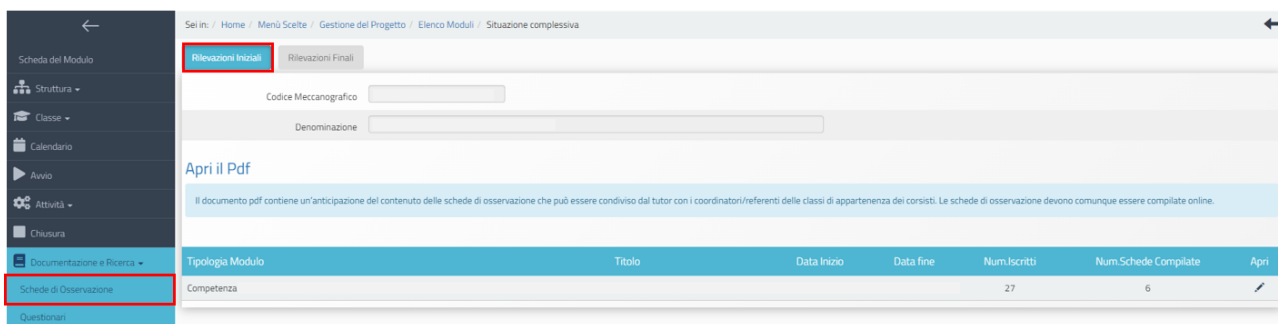 Sei in: / Home / Menù Scelte / Gestione del Progetto / Elenco Moduli / Situazione complessiva
Scheda del Modulo
Struttura
Classe
Calendario
Avvio
Attività
Chiusura
Documentazione e Ricerca
Schede di Osservazione
Questionari
Rilevazioni Iniziali Rilevazioni Finali
Codice Meccanografico
Denominazione
Apri il Pdf
Il documento pdf contiene un'anticipazione del contenuto delle schede di osservazione che può essere condiviso dal tutor con i coordinatori/referenti delle classi di appartenenza dei corsisti. Le schede di osservazione devono comunque essere compilate online.
Tipologia Modulo Titolo Data Inizio Data fine Num.Iscritti Num.Schede Compilate Apri
Competenza 27 6